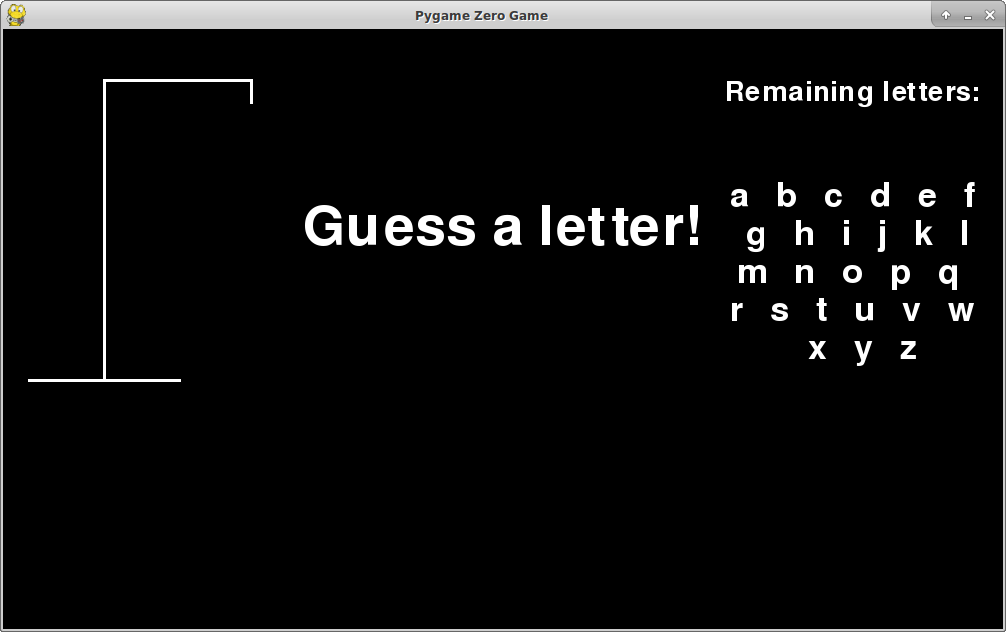 Pygame Zero Game
Remaining letters:
Guess a letter!
a b c d e f
g h i j k l
m n o p q
r s t u v w
x y z